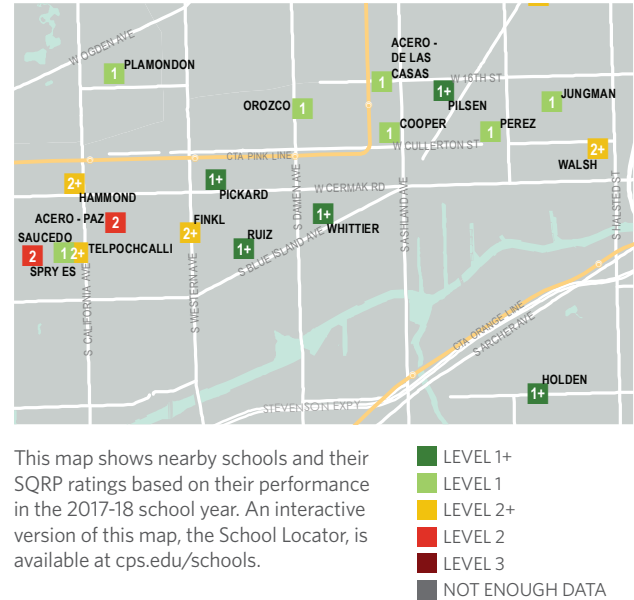 W OGDEN AVE
PLAMONDON
1
ACERO -
DE LAS
CASAS
1
W 16TH ST
1+
PILSEN
JUNGMAN
1
OROZCO
1
COOPER
1
PEREZ
1
W CULLERTON ST
2+
WALSH
CTA PINK LINE
2+
HAMMOND
1+
PICKARD
S DAMEN AVE
W CERMAK RD
S ASHLAND AVE
S HALSTED ST
ACERO - PAZ
2
FINKL
2+
1+
WHITTIER
SAUCEDO
2
1
2+
TELPOCHCALLI
SPRY ES
RUIZ
1+
S BLUE ISLAND AVE
S CALIFORNIA AVE
S WESTERN AVE
CTA ORANGE LINE
S ARCHER AVE
HOLDEN
1+
STEVENSON EXPY
This map shows nearby schools and their
SQRP ratings based on their performance
in the 2017-18 school year. An interactive
version of this map, the School Locator, is
available at cps.edu/schools.
LEVEL 1+
LEVEL 1
LEVEL 2+
LEVEL 2
LEVEL 3
NOT ENOUGH DATA